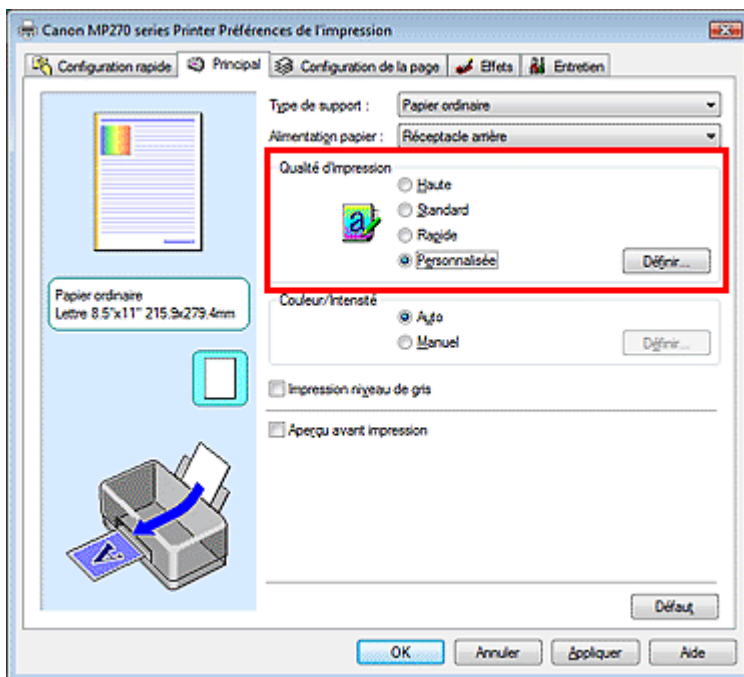 Canon MP270 series Printer Préférences de l'impression
Configuration rapide Principal Configuration de la page Effets Entretien
Type de support : Papier ordinaire
Alimentation papier : Réceptacle arrière
Qualité d'impression
Haute
a Standard
Rapide
Personnalisée Définir...
Papier ordinaire
Lettre 8.5"x11" 215.9x279.4mm
Couleur/Intensité
Auto
Manuel Définir...
Impression niveau de gris
Aperçu avant impression
A
Défaut
OK Annuler Appliquer Aide